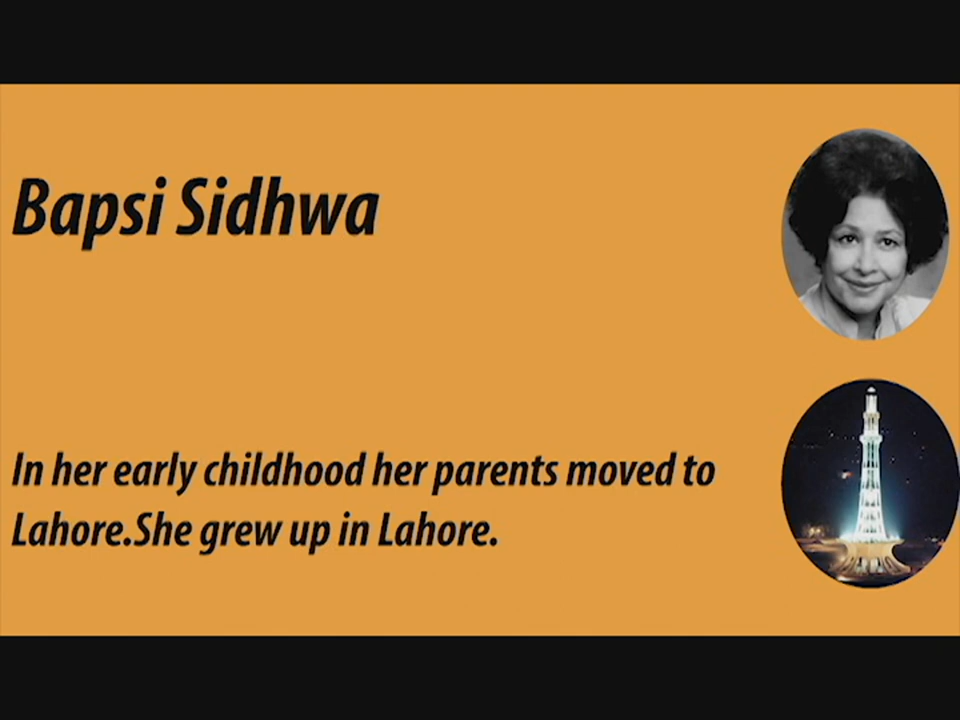 Bapsi Sidhwa
In her early childhood her parents moved to
Lahore.She grew up in Lahore.